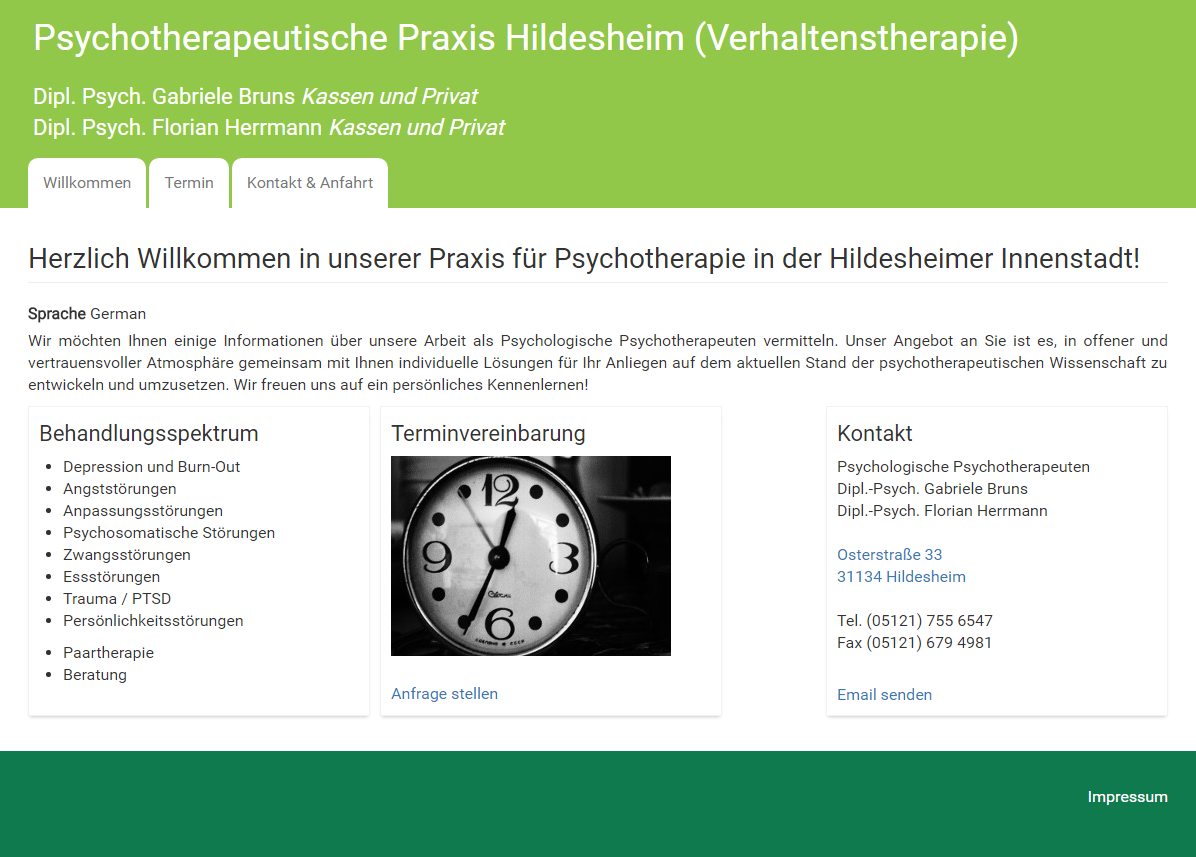 Psychotherapeutische Praxis Hildesheim (Verhaltenstherapie)
Dipl. Psych. Gabriele Bruns Kassen und Privat
Dipl. Psych. Florian Herrmann Kassen und Privat
Willkommen
Termin
Kontakt & Anfahrt
Herzlich Willkommen in unserer Praxis für Psychotherapie in der Hildesheimer Innenstadt!
Sprache German
Wir möchten Ihnen einige Informationen über unsere Arbeit als Psychologische Psychotherapeuten vermitteln. Unser Angebot an Sie ist es, in offener und
vertrauensvoller Atmosphäre gemeinsam mit Ihnen individuelle Lösungen für Ihr Anliegen auf dem aktuellen Stand der psychotherapeutischen Wissenschaft zu
entwickeln und umzusetzen. Wir freuen uns auf ein persönliches Kennenlernen!
Behandlungsspektrum
Depression und Burn-Out
Angststörungen
Anpassungsstörungen
Psychosomatische Störungen
Zwangsstörungen
Essstörungen
Trauma / PTSD
Persönlichkeitsstörungen
Paartherapie
Beratung
Terminvereinbarung
12
9
3
6
Anfrage stellen
Kontakt
Psychologische Psychotherapeuten
Dipl.-Psych. Gabriele Bruns
Dipl.-Psych. Florian Herrmann
Osterstraße 33
31134 Hildesheim
Tel. (05121) 755 6547
Fax (05121) 679 4981
Email senden
Impressum